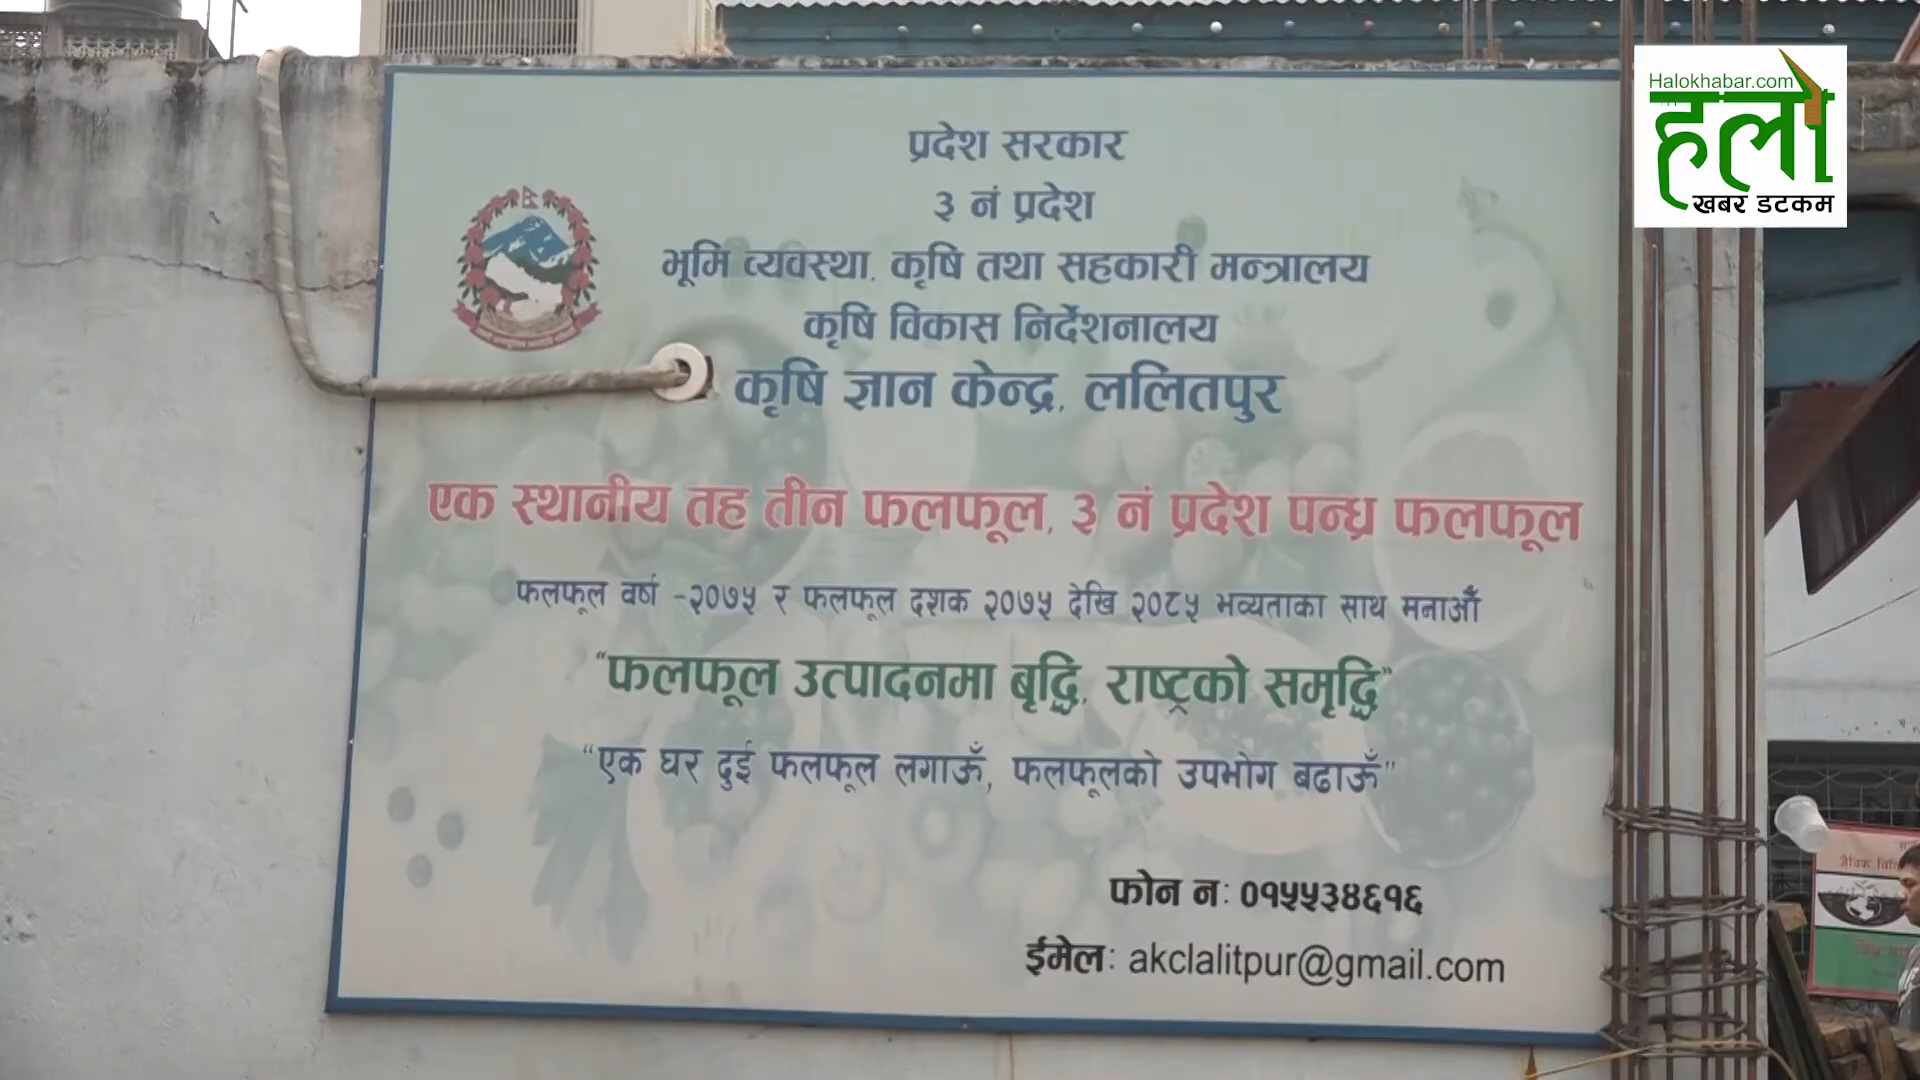 Halokhabar.com
हलो
खबर डटकम
प्रदेश सरकार
३ नं प्रदेश
भूमि व्यवस्था, कृषि तथा सहकारी मन्त्रालय
कृषि विकास निर्देशनालय
कृषि ज्ञान केन्द्र, ललितपुर
एक स्थानीय तह तीन फलफूल, ३ नं प्रदेश पन्ध्र फलफूल
फलफूल वर्ष -२०७५ र फलफूल दशक २०७५ देखि २०८५ भव्यताका साथ मनाऔं
“फलफूल उत्पादनमा बृद्धि, राष्ट्रको समृद्धि”
“एक घर दुई फलफूल लगाऊँ, फलफूलको उपभोग बढाऊँ”
फोन नः ०१५५३४६१६
ईमेलः akclalitpur@gmail.com